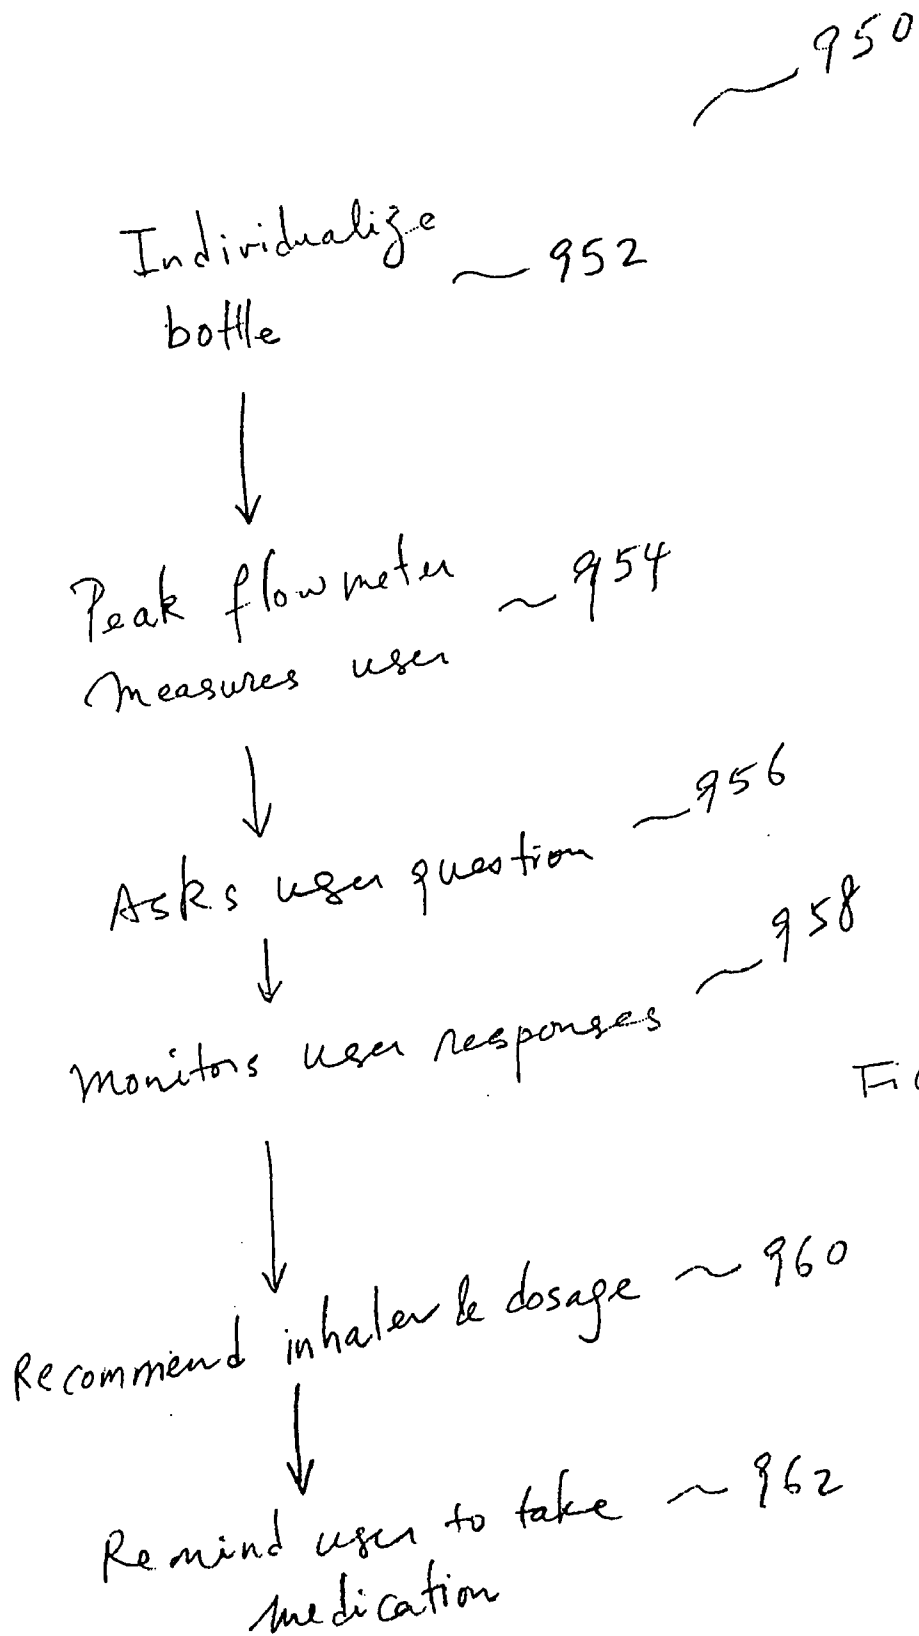 950
Individualize ~ 952
bottle
Peak flowmeter ~ 954
measures user
Asks user question ~ 956
Monitors user responses ~ 958
Recommend inhaler & dosage ~ 960
Remind user to take ~ 962
medication